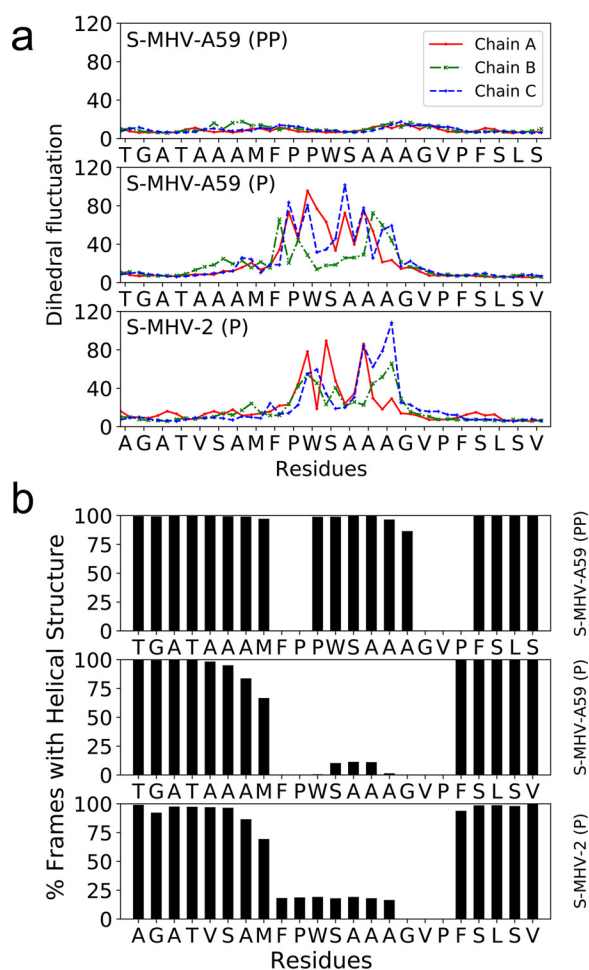 a
S-MHV-A59 (PP)
Chain A
Chain B
Chain C
120
80
40
0
T G A T A A A M F P P W S A A A G V P F S L S
Dihedral fluctuation
S-MHV-A59 (P)
120
80
40
0
T G A T A A A M F P W S A A A G V P F S L S V
S-MHV-2 (P)
120
80
40
0
A G A T V S A M F P W S A A A G V P F S L S V
Residues
b
% Frames with Helical Structure
100
75
50
25
0
T G A T A A A M F P P W S A A A G V P F S L S
S-MHV-A59 (PP)
100
75
50
25
0
T G A T A A A M F P W S A A A G V P F S L S V
S-MHV-A59 (P)
100
75
50
25
0
A G A T V S A M F P W S A A A G V P F S L S V
S-MHV-2 (P)
Residues